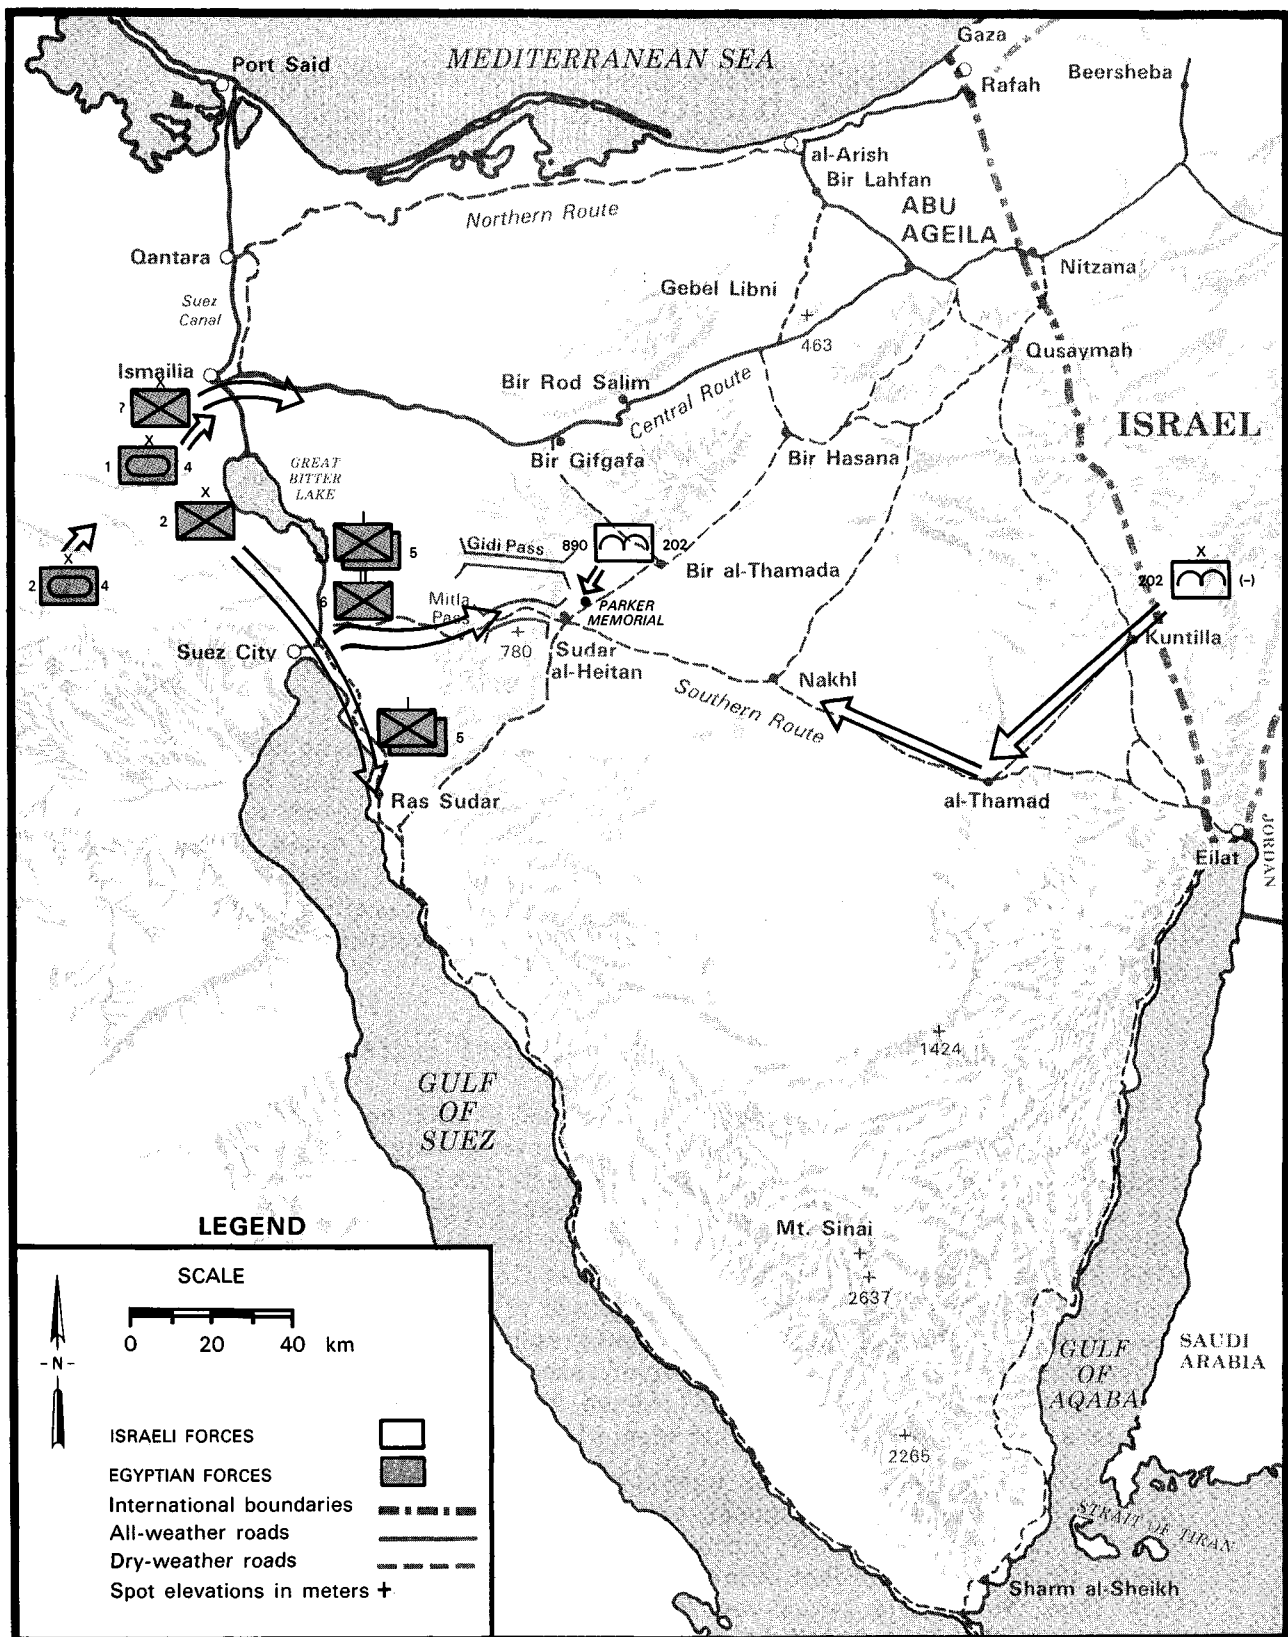 Gaza
MEDITERRANEAN SEA
Port Said
Beersheba
Rafah
al-Arish
Bir Lahfan
ABU
AGEILA
Northern Route
Qantara
Nitzana
Suez
Canal
Gebel Libni
463
Qusaymah
Ismailia
X
?
Bir Rod Salim
Central Route
ISRAEL
X
1
4
GREAT
BITTER
LAKE
Bir Gifgafa
Bir Hasana
X
2
I
5
Gidi Pass
890
202
X
2
4
Bir al-Thamada
X
202
(-)
II
6
Mitla
Pass
PARKER
MEMORIAL
780
Sudar
al-Heitan
Kuntilla
Suez City
Nakhl
Southern Route
I
5
Ras Sudar
al-Thamad
JORDAN
Eilat
1424
GULF
OF
SUEZ
Mt. Sinai
2637
GULF
OF
AQABA
SAUDI
ARABIA
2265
STRAIT OF TIRAN
Sharm al-Sheikh
LEGEND
SCALE
0 20 40 km
-N-
ISRAELI FORCES
EGYPTIAN FORCES
International boundaries
All-weather roads
Dry-weather roads
Spot elevations in meters +